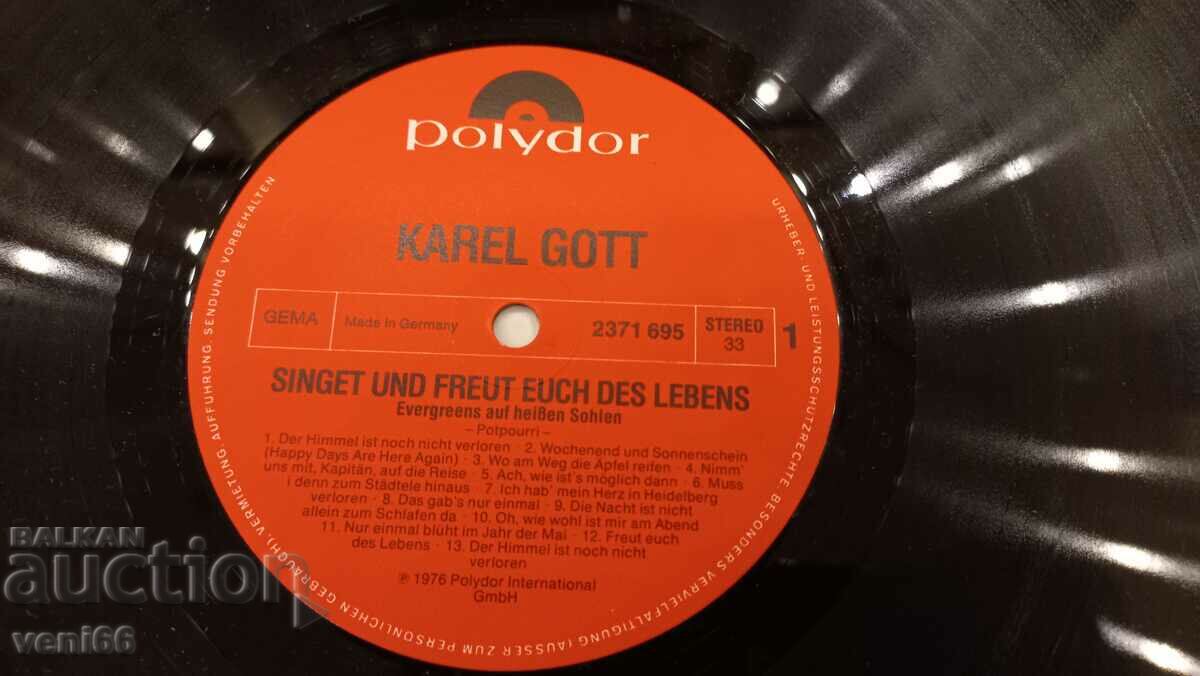 polydor
KAREL GOTT
GEMA
Made in Germany
2371 695
STEREO
33
1
SINGET UND FREUT EUCH DES LEBENS
Evergreens auf heißen Sohlen
– Potpourri –
1. Der Himmel ist noch nicht verloren · 2. Wochenend und Sonnenschein
(Happy Days Are Here Again) · 3. Wo am Weg die Äpfel reifen · 4. Nimm'
uns mit, Kapitän, auf die Reise · 5. Ach, wie ist's möglich dann · 6. Muss
i denn zum Städtele hinaus · 7. Ich hab' mein Herz in Heidelberg
verloren · 8. Das gab's nur einmal · 9. Die Nacht ist nicht
allein zum Schlafen da · 10. Oh, wie wohl ist mir am Abend
11. Nur einmal blüht im Jahr der Mai · 12. Freut euch
des Lebens · 13. Der Himmel ist noch nicht
verloren
℗ 1976 Polydor International
GmbH
URHEBER- UND LEISTUNGSSCHUTZRECHTE, BESONDERS VERVIELFÄLTIGUNG (AUSSER ZUM PERSÖNLICHEN GEBRAUCH), VERMIETUNG, AUFFÜHRUNG, SENDUNG VORBEHALTEN
BALKAN
auction
veni66